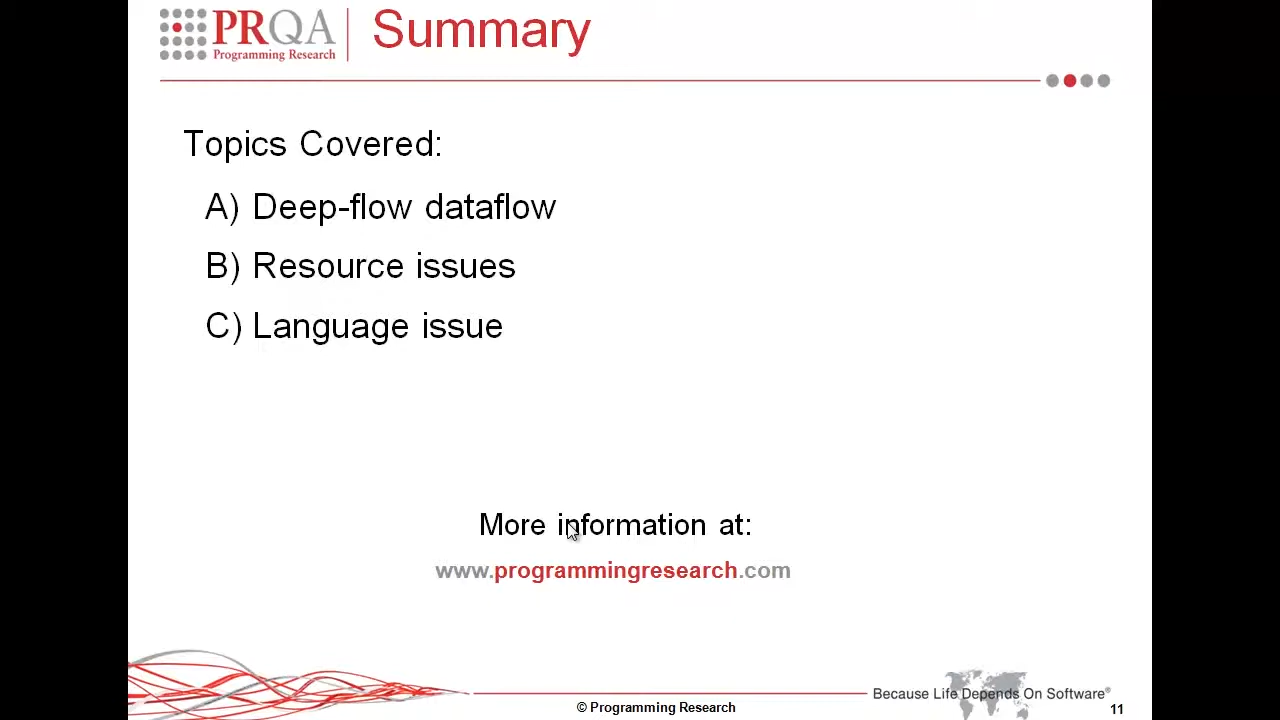 PRQA
Programming Research
Summary
Topics Covered:
A) Deep-flow dataflow
B) Resource issues
C) Language issue
More information at:
www.programmingresearch.com
Because Life Depends On Software®
© Programming Research
11